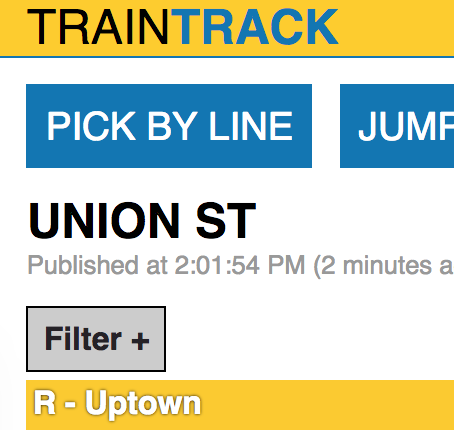 TRAINTRACK
PICK BY LINE JUMP
UNION ST
Published at 2:01:54 PM (2 minutes a
Filter +
R - Uptown